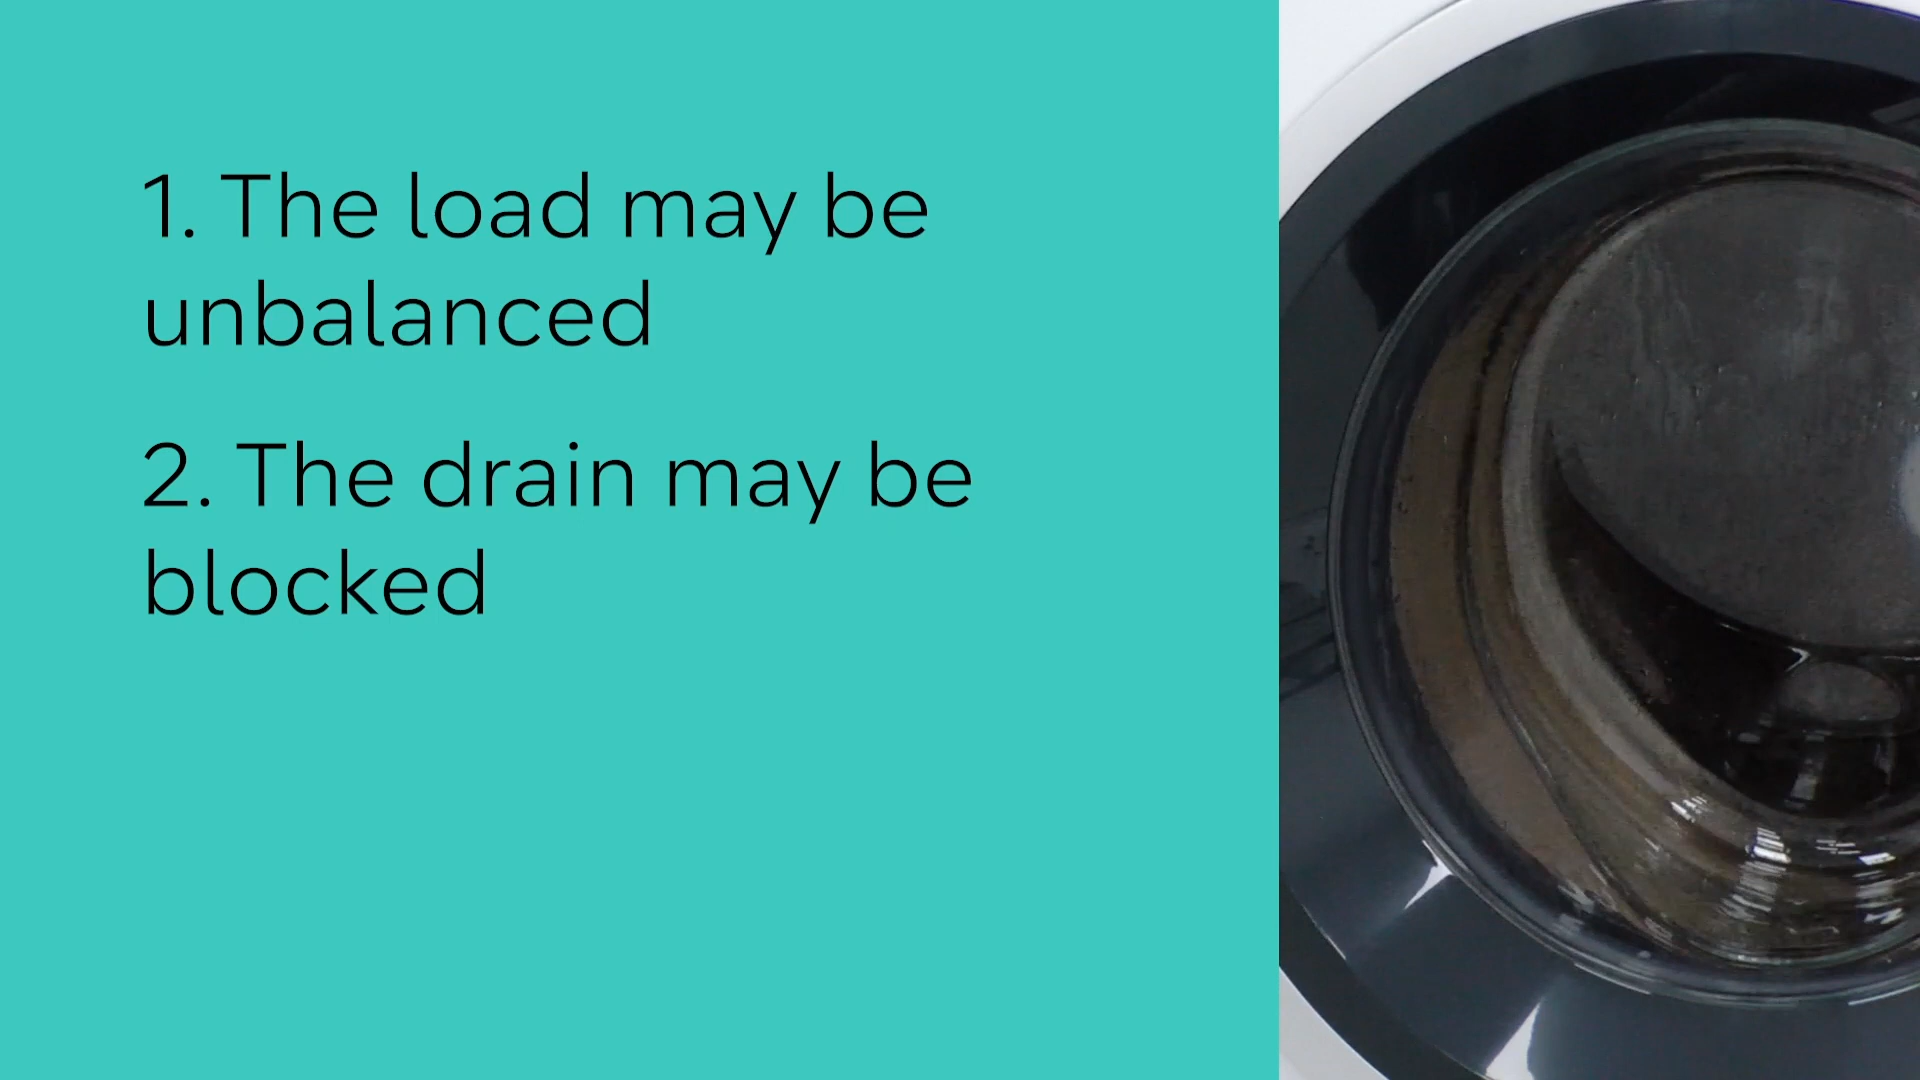 1. The load may be
unbalanced
2. The drain may be
blocked